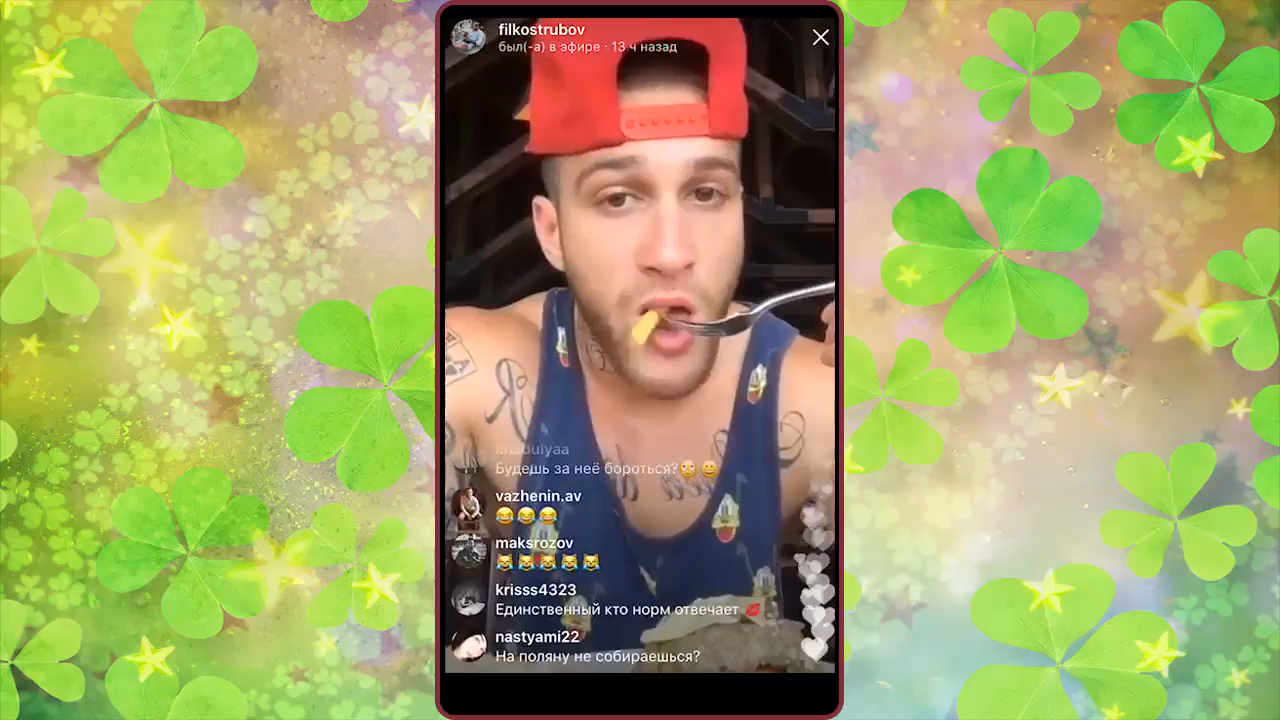 filkostrubov
был(-а) в эфире · 13 ч назад
Будешь за неё бороться?🙄😀
vazhenin.av
😂😂😂
maksrozov
😹😹😹😹😹
krisss4323
Единственный кто норм отвечает 💋
nastyami22
На поляну не собираешься?